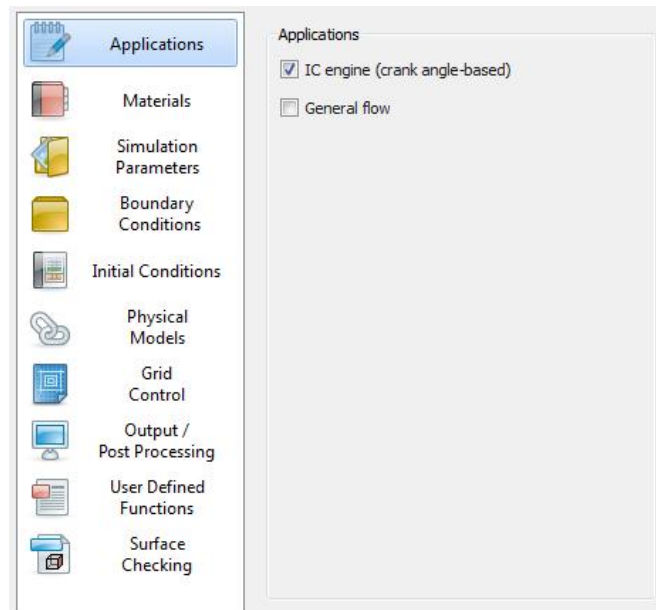 Applications
Materials
Simulation
Parameters
Boundary
Conditions
Initial Conditions
Physical
Models
Grid
Control
Output /
Post Processing
User Defined
Functions
Surface
Checking
Applications
IC engine (crank angle-based)
General flow